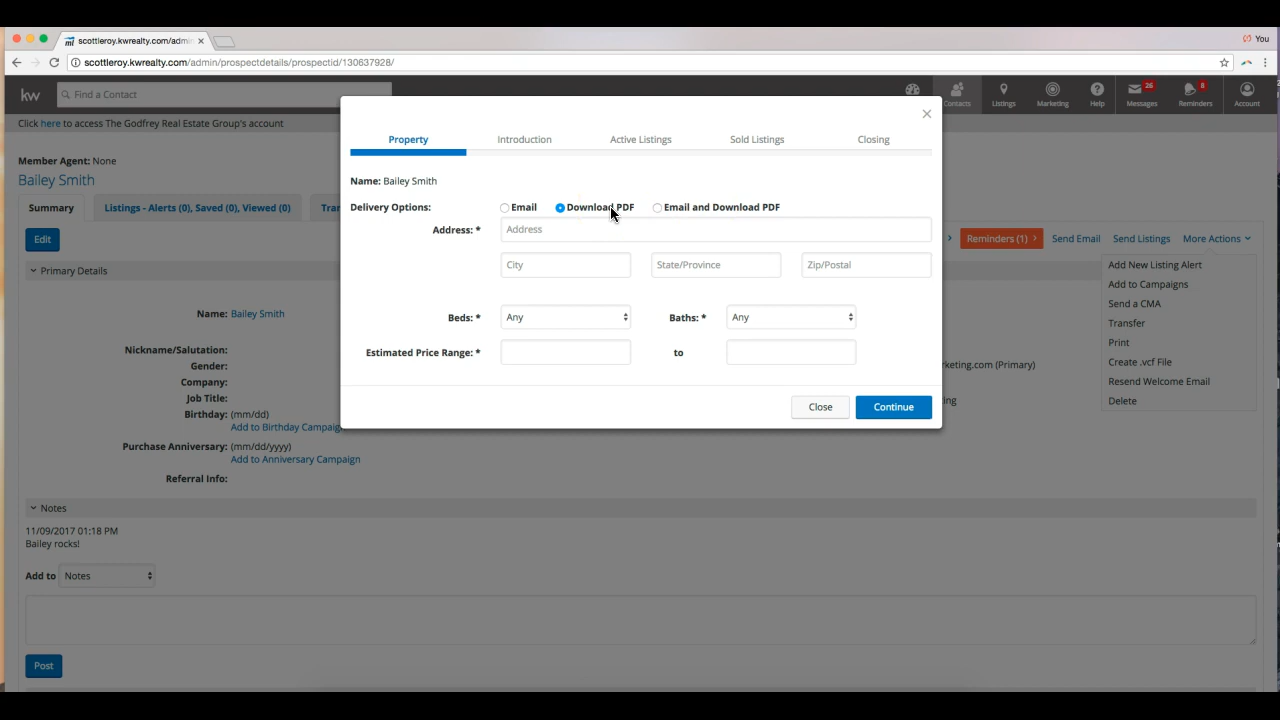 scottleroy.kwrealty.com/admin
You
scottleroy.kwrealty.com/admin/prospectdetails/prospectid/130637928/
kw
Find a Contact
Contacts
Listings
Marketing
Help
26
Messages
8
Reminders
Account
Click here to access The Godfrey Real Estate Group's account
Member Agent: None
Bailey Smith
Summary
Listings - Alerts (0), Saved (0), Viewed (0)
Edit
Reminders (1)
Send Email
Send Listings
More Actions
Add New Listing Alert
Add to Campaigns
Send a CMA
Transfer
Print
Create .vcf File
Resend Welcome Email
Delete
Property
Introduction
Active Listings
Sold Listings
Closing
Name: Bailey Smith
Delivery Options:
Email
Download PDF
Email and Download PDF
Address: *
Address
City
State/Province
Zip/Postal
Beds: *
Any
Baths: *
Any
Estimated Price Range: *
to
Close
Continue
Primary Details
Name: Bailey Smith
Nickname/Salutation:
Gender:
Company:
Job Title:
Birthday: (mm/dd)
Add to Birthday Campaign
Purchase Anniversary: (mm/dd/yyyy)
Add to Anniversary Campaign
Referral Info:
keting.com (Primary)
Notes
11/09/2017 01:18 PM
Bailey rocks!
Add to
Notes
Post